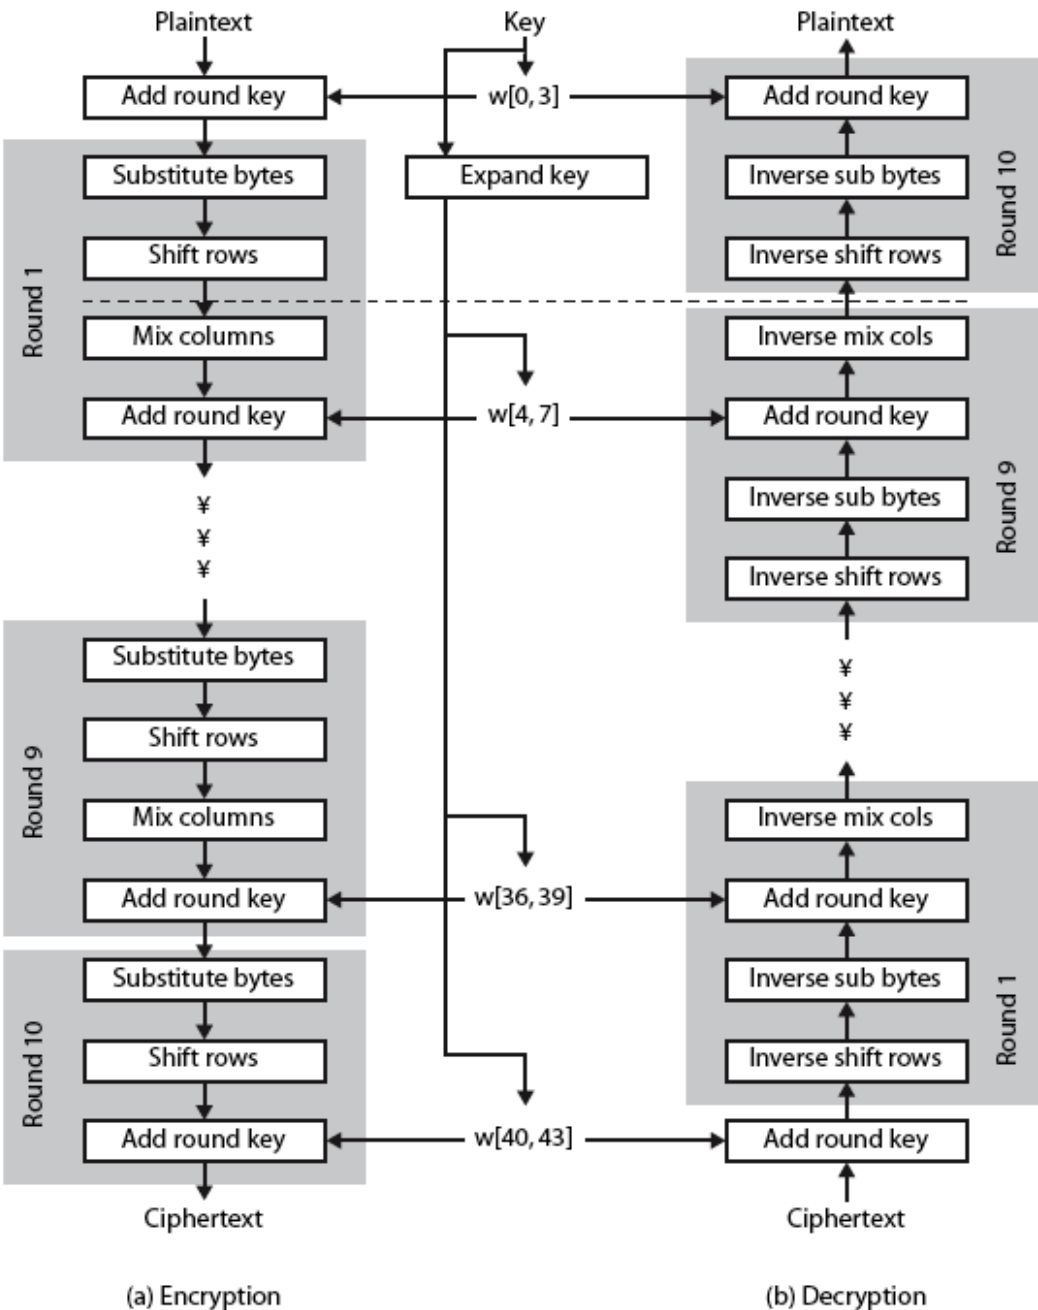 Plaintext
Key
Plaintext
Add round key
w[0, 3]
Add round key
Substitute bytes
Expand key
Inverse sub bytes
Round 10
Shift rows
Inverse shift rows
Round 1
Mix columns
Inverse mix cols
Add round key
w[4, 7]
Add round key
Inverse sub bytes
Round 9
Inverse shift rows
¥
¥
¥
Substitute bytes
¥
¥
¥
Shift rows
Round 9
Mix columns
Inverse mix cols
Add round key
w[36, 39]
Add round key
Substitute bytes
Inverse sub bytes
Round 1
Round 10
Shift rows
Inverse shift rows
Add round key
w[40, 43]
Add round key
Ciphertext
Ciphertext
(a) Encryption
(b) Decryption